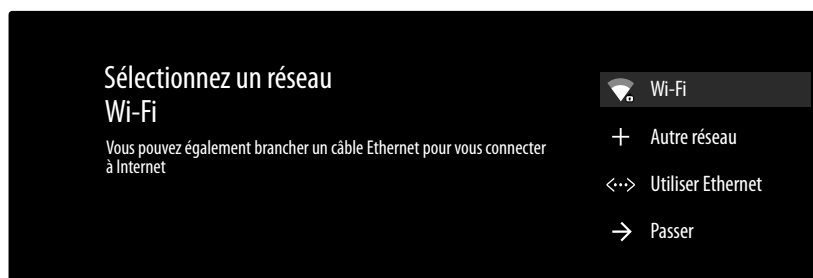 Sélectionnez un réseau
Wi-Fi
Vous pouvez également brancher un câble Ethernet pour vous connecter
à Internet
Wi-Fi
Autre réseau
Utiliser Ethernet
Passer